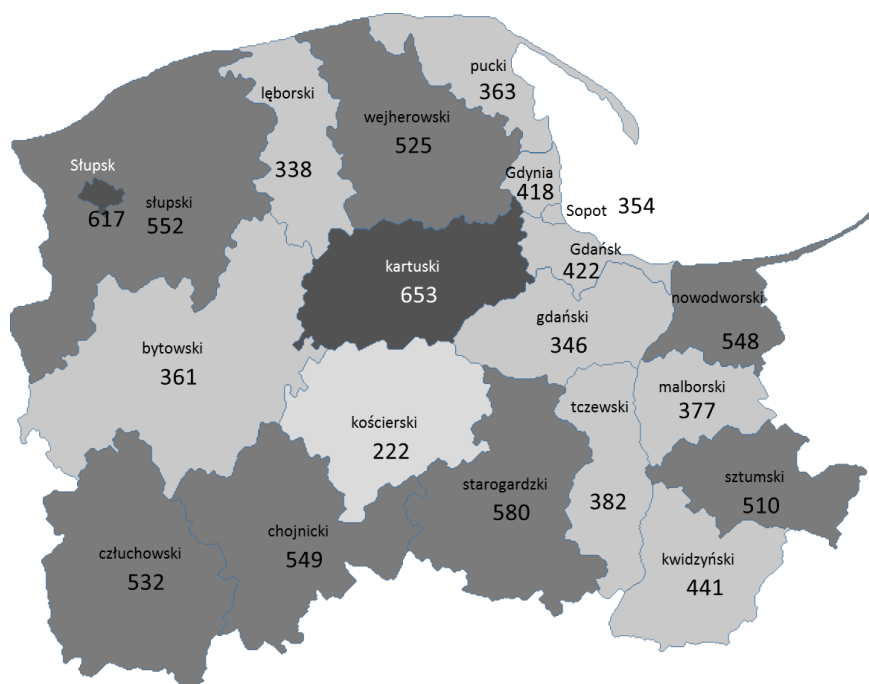 pucki
363
lęborski
338
wejherowski
525
Słupsk
617
słupski
552
Gdynia
418
Sopot 354
Gdańsk
422
kartuski
653
nowodworski
548
gdański
346
bytowski
361
malborski
377
tczewski
382
kościerski
222
starogardzki
580
sztumski
510
chojnicki
549
człuchowski
532
kwidzyński
441